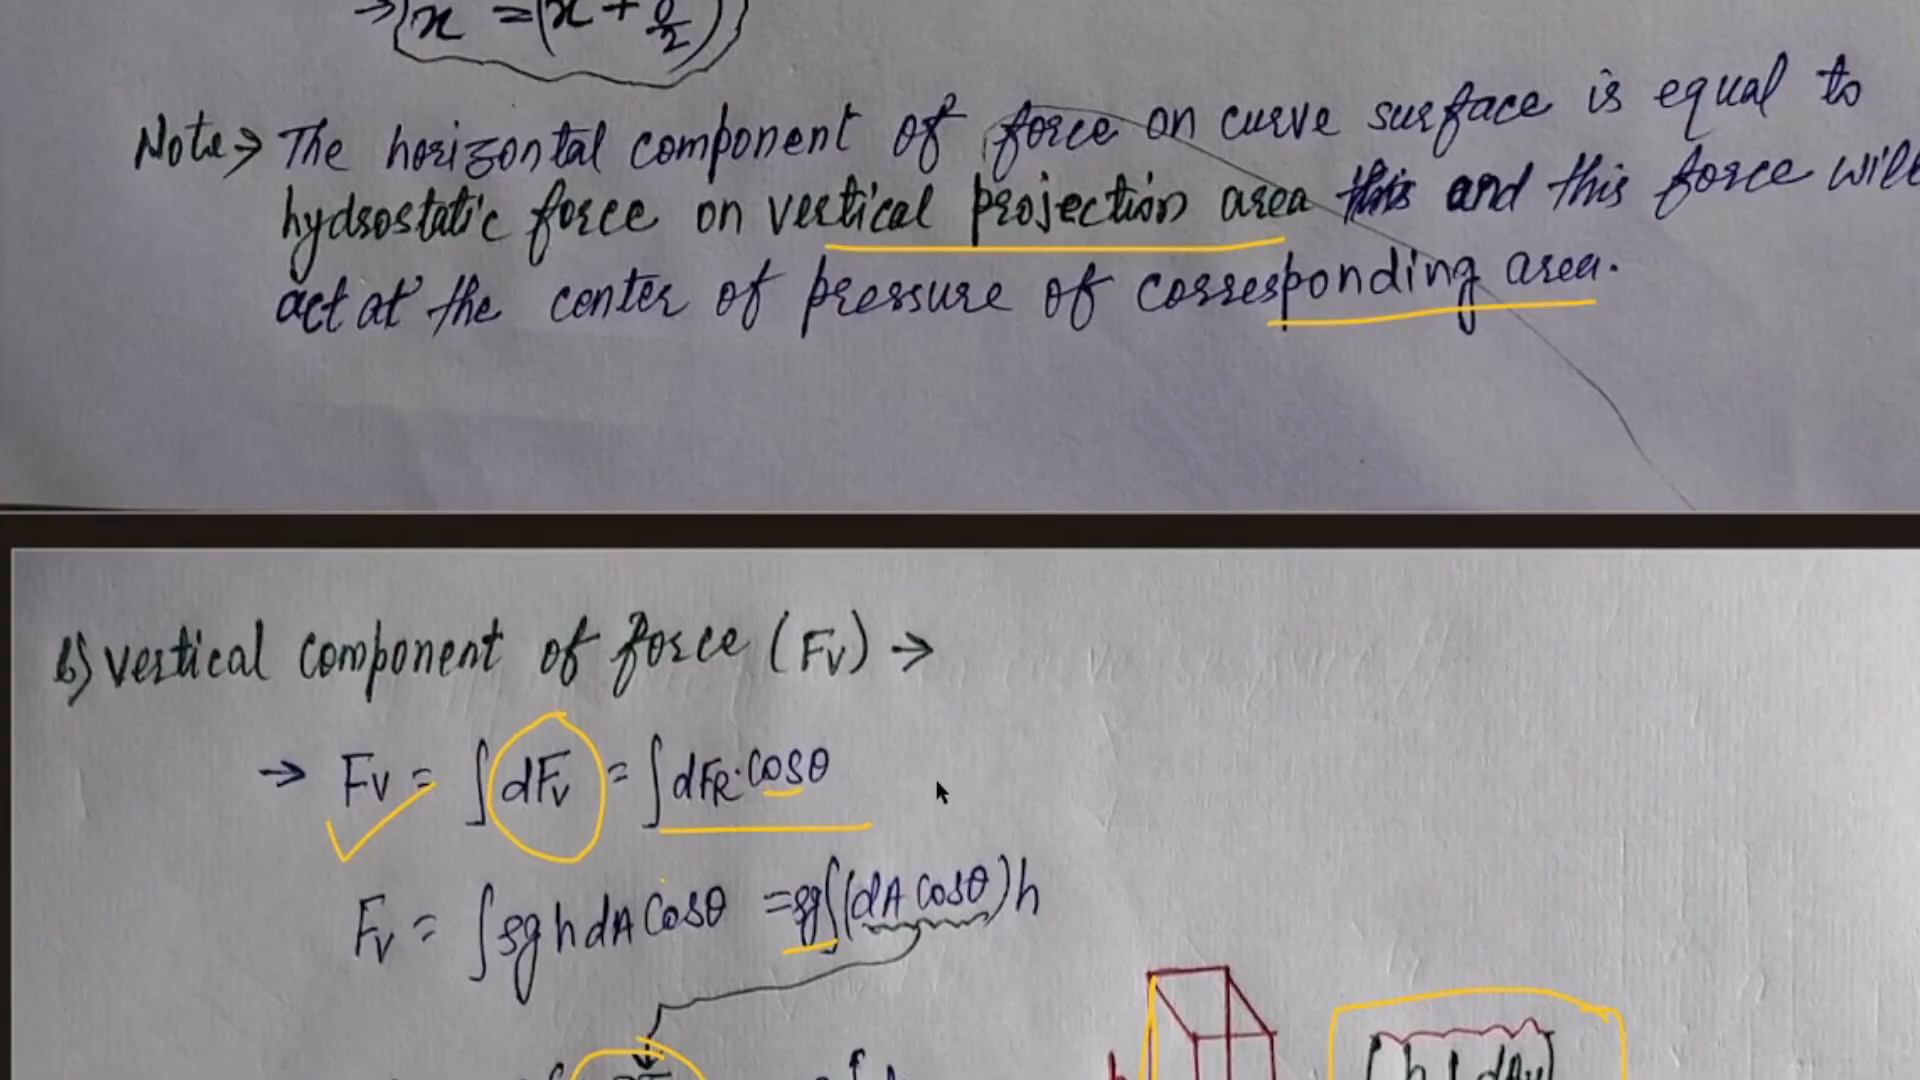 → x̄ = (x + D/2)
Note → The horizontal component of force on curve surface is equal to
hydrostatic force on vertical projection area this and this force will
act at the center of pressure of corresponding area.
b) vertical component of force (Fv) →
→ Fv = ∫dFv = ∫dFR·cosθ
Fv = ∫ρghdA cosθ = ρg∫(dA cosθ)h
h